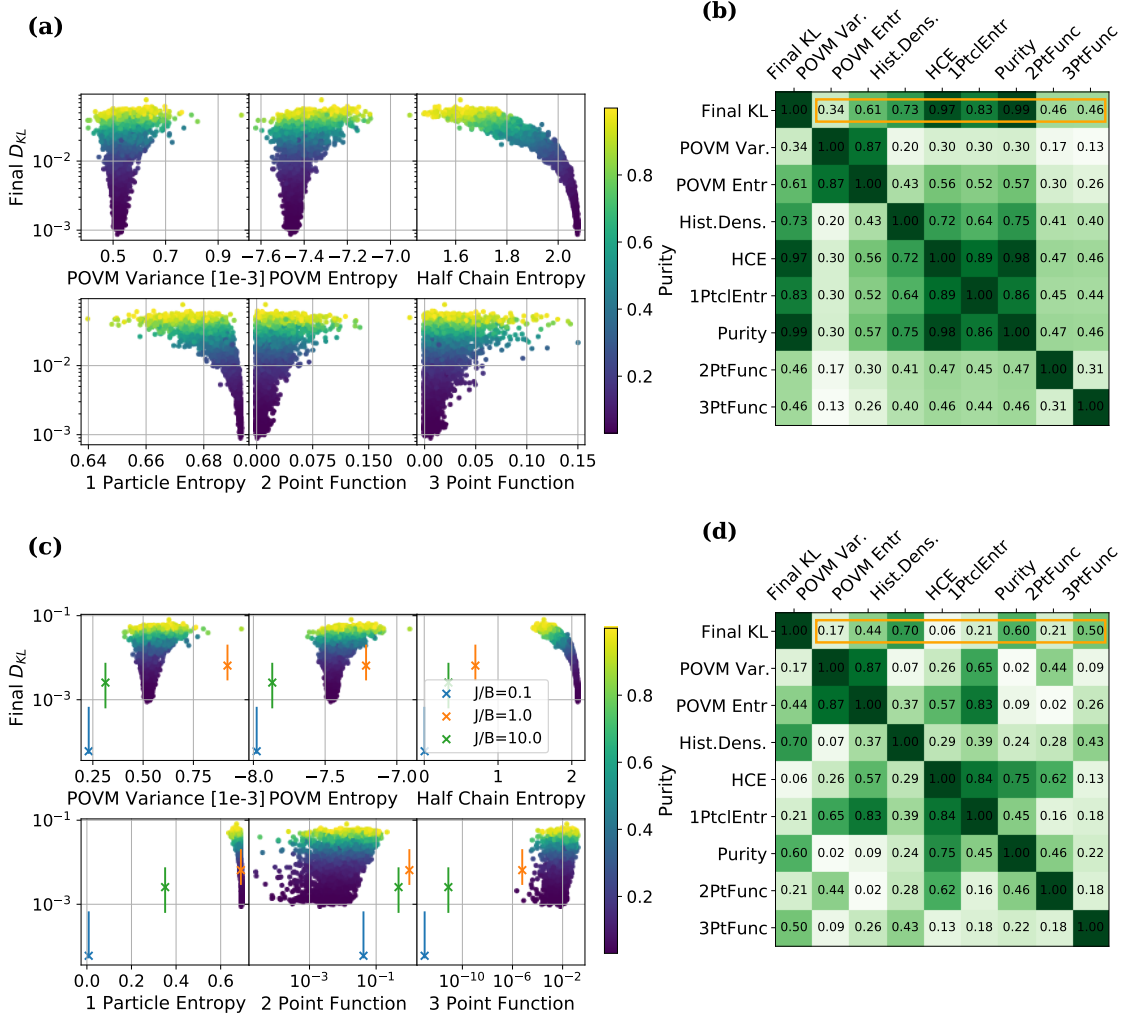 (a)
Final D_KL
10⁻²
10⁻³
0.5 0.7 0.9
POVM Variance [1e-3]
−7.6 −7.4 −7.2 −7.0
POVM Entropy
1.6 1.8 2.0
Half Chain Entropy
10⁻²
10⁻³
0.64 0.66 0.68
1 Particle Entropy
0.000 0.075 0.150
2 Point Function
0.00 0.05 0.10 0.15
3 Point Function
0.8
0.6
0.4
0.2
Purity
(b)
Final KL POVM Var. POVM Entr Hist.Dens. HCE 1PtclEntr Purity 2PtFunc 3PtFunc
Final KL 1.00 0.34 0.61 0.73 0.97 0.83 0.99 0.46 0.46
POVM Var. 0.34 1.00 0.87 0.20 0.30 0.30 0.30 0.17 0.13
POVM Entr 0.61 0.87 1.00 0.43 0.56 0.52 0.57 0.30 0.26
Hist.Dens. 0.73 0.20 0.43 1.00 0.72 0.64 0.75 0.41 0.40
HCE 0.97 0.30 0.56 0.72 1.00 0.89 0.98 0.47 0.46
1PtclEntr 0.83 0.30 0.52 0.64 0.89 1.00 0.86 0.45 0.44
Purity 0.99 0.30 0.57 0.75 0.98 0.86 1.00 0.47 0.46
2PtFunc 0.46 0.17 0.30 0.41 0.47 0.45 0.47 1.00 0.31
3PtFunc 0.46 0.13 0.26 0.40 0.46 0.44 0.46 0.31 1.00
(c)
Final D_KL
10⁻¹
10⁻³
0.25 0.50 0.75
POVM Variance [1e-3]
−8.0 −7.5 −7.0
POVM Entropy
0 2
Half Chain Entropy
J/B=0.1
J/B=1.0
J/B=10.0
10⁻¹
10⁻³
0.0 0.2 0.4 0.6
1 Particle Entropy
10⁻³ 10⁻¹
2 Point Function
10⁻¹⁰ 10⁻⁶ 10⁻²
3 Point Function
0.8
0.6
0.4
0.2
Purity
(d)
Final KL POVM Var. POVM Entr Hist.Dens. HCE 1PtclEntr Purity 2PtFunc 3PtFunc
Final KL 1.00 0.17 0.44 0.70 0.06 0.21 0.60 0.21 0.50
POVM Var. 0.17 1.00 0.87 0.07 0.26 0.65 0.02 0.44 0.09
POVM Entr 0.44 0.87 1.00 0.37 0.57 0.83 0.09 0.02 0.26
Hist.Dens. 0.70 0.07 0.37 1.00 0.29 0.39 0.24 0.28 0.43
HCE 0.06 0.26 0.57 0.29 1.00 0.84 0.75 0.62 0.13
1PtclEntr 0.21 0.65 0.83 0.39 0.84 1.00 0.45 0.16 0.18
Purity 0.60 0.02 0.09 0.24 0.75 0.45 1.00 0.46 0.22
2PtFunc 0.21 0.44 0.02 0.28 0.62 0.16 0.46 1.00 0.18
3PtFunc 0.50 0.09 0.26 0.43 0.13 0.18 0.22 0.18 1.00